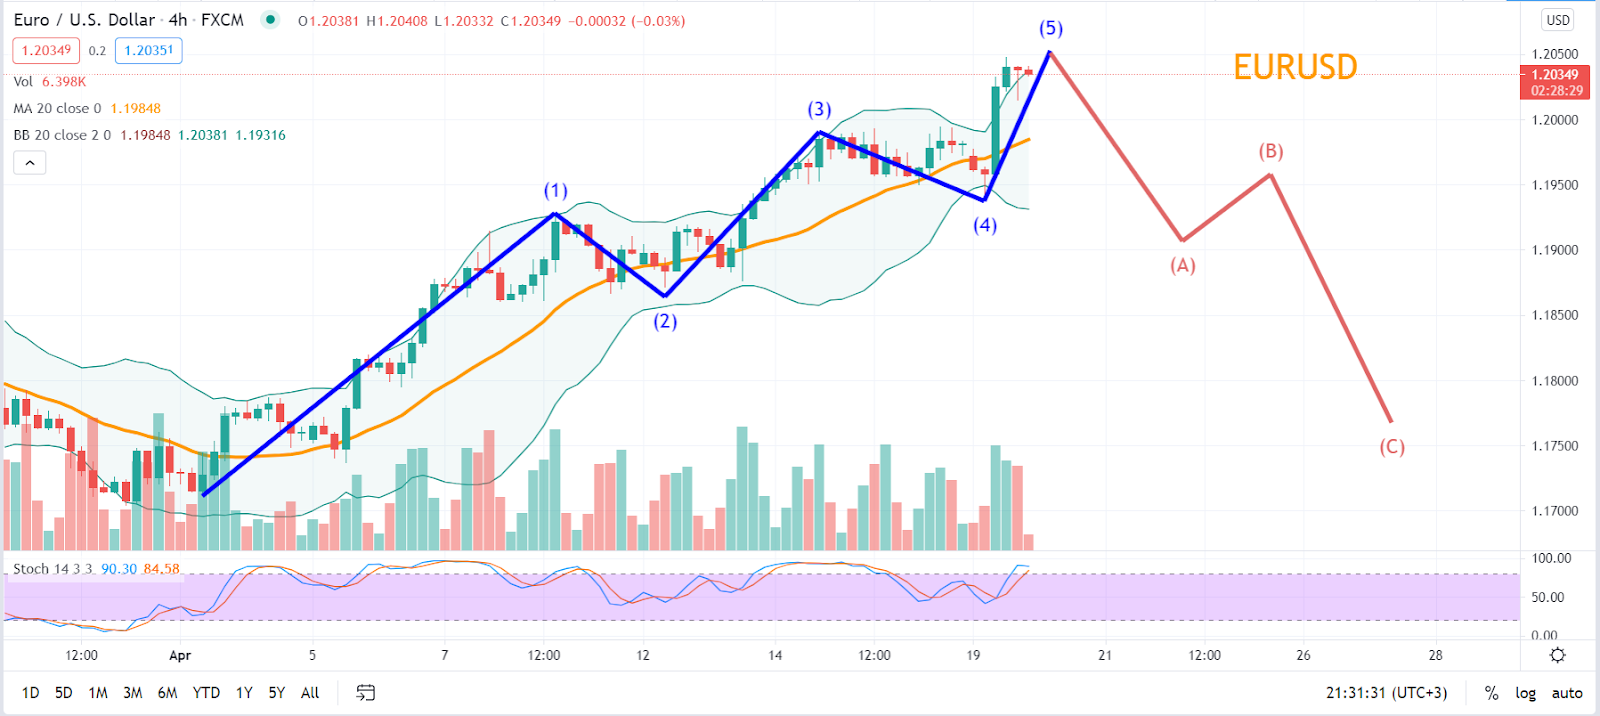 Euro / U.S. Dollar · 4h · FXCM O1.20381 H1.20408 L1.20332 C1.20349 −0.00032 (−0.03%)
1.20349 0.2 1.20351
Vol 6.398K
MA 20 close 0 1.19848
BB 20 close 2 0 1.19848 1.20381 1.19316
EURUSD
(1)
(2)
(3)
(4)
(5)
(A)
(B)
(C)
USD
1.20500
1.20349
02:28:29
1.20000
1.19500
1.19000
1.18500
1.18000
1.17500
1.17000
100.00
50.00
0.00
Stoch 14 3 3 90.30 84.58
12:00 Apr 5 7 12:00 12 14 12:00 19 21 12:00 26 28
1D 5D 1M 3M 6M YTD 1Y 5Y All 21:31:31 (UTC+3) % log auto